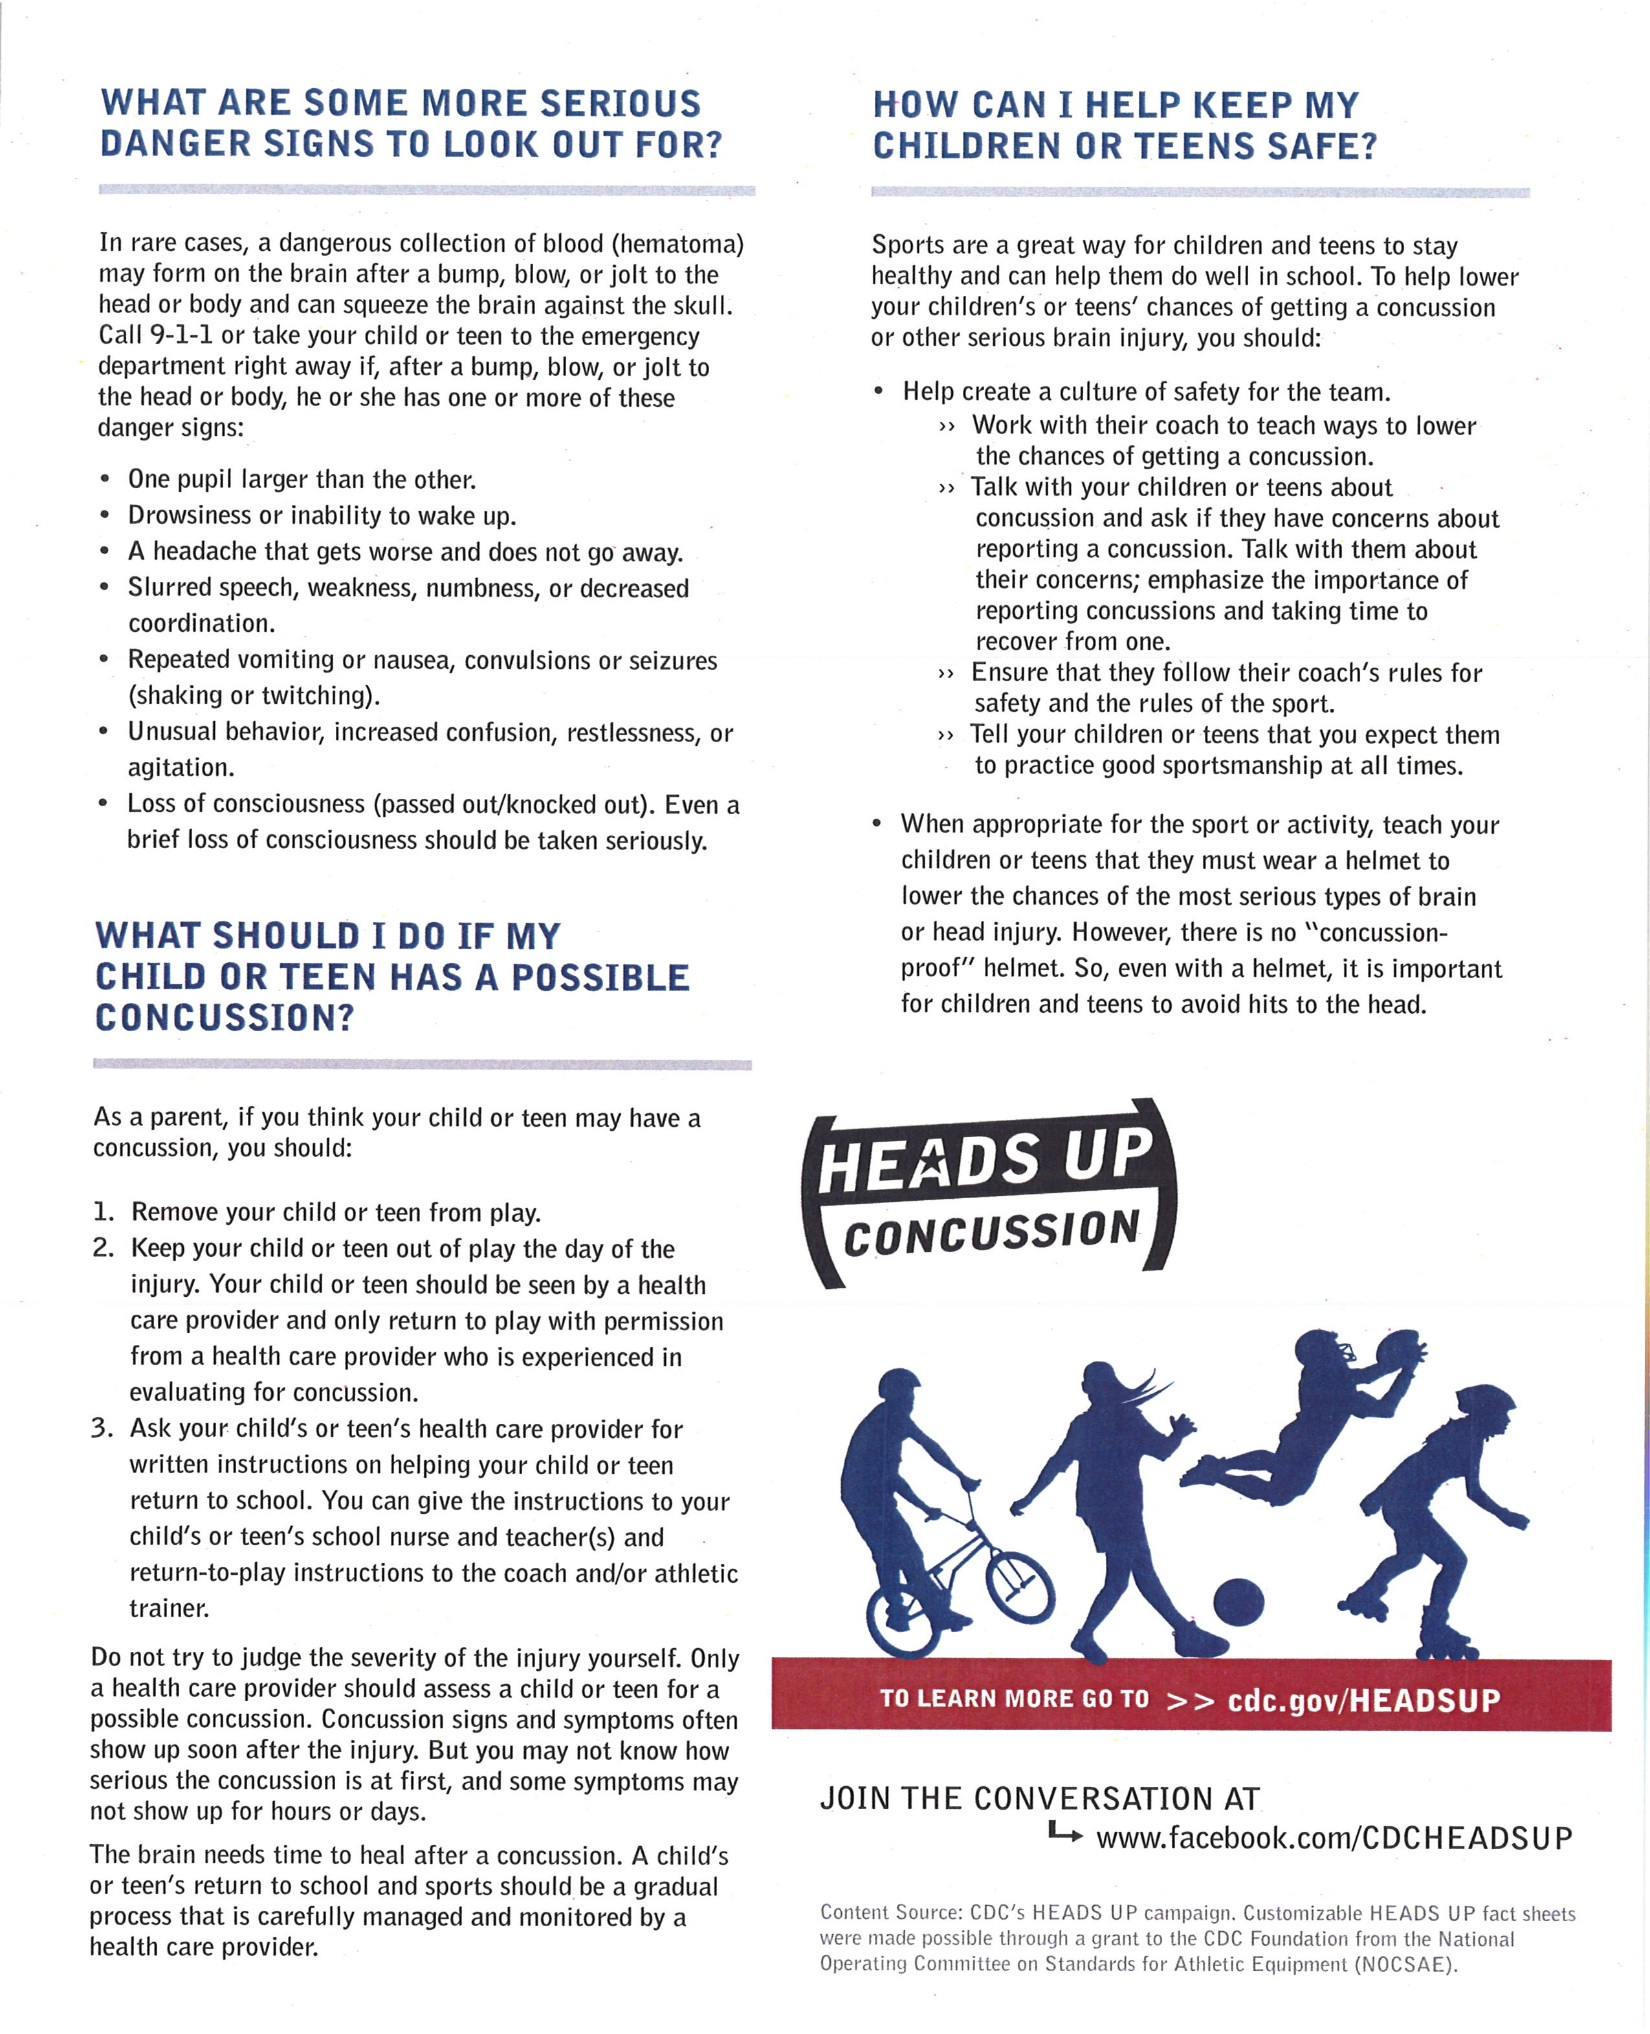 WHAT ARE SOME MORE SERIOUS
DANGER SIGNS TO LOOK OUT FOR?
In rare cases, a dangerous collection of blood (hematoma)
may form on the brain after a bump, blow, or jolt to the
head or body and can squeeze the brain against the skull.
Call 9-1-1 or take your child or teen to the emergency
department right away if, after a bump, blow, or jolt to
the head or body, he or she has one or more of these
danger signs:
• One pupil larger than the other.
• Drowsiness or inability to wake up.
• A headache that gets worse and does not go away.
• Slurred speech, weakness, numbness, or decreased
coordination.
• Repeated vomiting or nausea, convulsions or seizures
(shaking or twitching).
• Unusual behavior, increased confusion, restlessness, or
agitation.
• Loss of consciousness (passed out/knocked out). Even a
brief loss of consciousness should be taken seriously.
WHAT SHOULD I DO IF MY
CHILD OR TEEN HAS A POSSIBLE
CONCUSSION?
As a parent, if you think your child or teen may have a
concussion, you should:
1. Remove your child or teen from play.
2. Keep your child or teen out of play the day of the
injury. Your child or teen should be seen by a health
care provider and only return to play with permission
from a health care provider who is experienced in
evaluating for concussion.
3. Ask your child's or teen's health care provider for
written instructions on helping your child or teen
return to school. You can give the instructions to your
child's or teen's school nurse and teacher(s) and
return-to-play instructions to the coach and/or athletic
trainer.
Do not try to judge the severity of the injury yourself. Only
a health care provider should assess a child or teen for a
possible concussion. Concussion signs and symptoms often
show up soon after the injury. But you may not know how
serious the concussion is at first, and some symptoms may
not show up for hours or days.
The brain needs time to heal after a concussion. A child's
or teen's return to school and sports should be a gradual
process that is carefully managed and monitored by a
health care provider.
HOW CAN I HELP KEEP MY
CHILDREN OR TEENS SAFE?
Sports are a great way for children and teens to stay
healthy and can help them do well in school. To help lower
your children's or teens' chances of getting a concussion
or other serious brain injury, you should:
• Help create a culture of safety for the team.
›› Work with their coach to teach ways to lower
the chances of getting a concussion.
›› Talk with your children or teens about
concussion and ask if they have concerns about
reporting a concussion. Talk with them about
their concerns; emphasize the importance of
reporting concussions and taking time to
recover from one.
›› Ensure that they follow their coach's rules for
safety and the rules of the sport.
›› Tell your children or teens that you expect them
to practice good sportsmanship at all times.
• When appropriate for the sport or activity, teach your
children or teens that they must wear a helmet to
lower the chances of the most serious types of brain
or head injury. However, there is no "concussion-
proof" helmet. So, even with a helmet, it is important
for children and teens to avoid hits to the head.
HEADS UP
CONCUSSION
TO LEARN MORE GO TO >> cdc.gov/HEADSUP
JOIN THE CONVERSATION AT
www.facebook.com/CDCHEADSUP
Content Source: CDC's HEADS UP campaign. Customizable HEADS UP fact sheets
were made possible through a grant to the CDC Foundation from the National
Operating Committee on Standards for Athletic Equipment (NOCSAE).